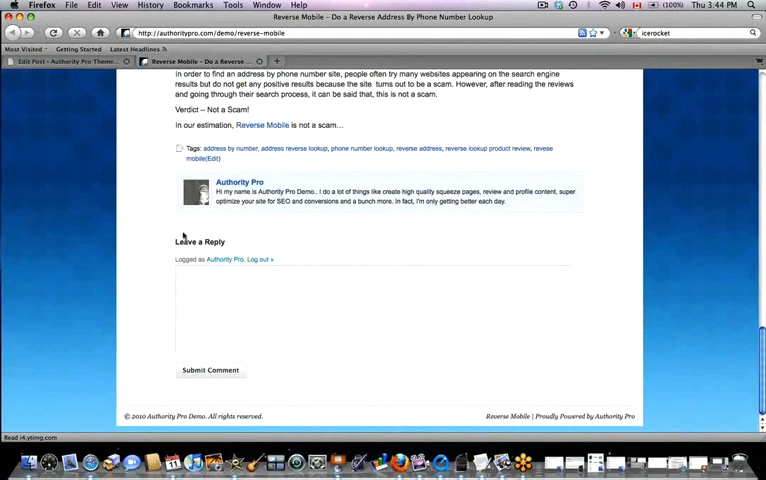 Firefox File Edit View History Bookmarks Tools Window Help (100%) Thu 3:44 PM
Reverse Mobile – Do a Reverse Address By Phone Number Lookup
http://authoritypro.com/demo/reverse-mobile
icerocket
Most Visited Getting Started Latest Headlines
Edit Post ‹ Authority Pro Theme...
Reverse Mobile – Do a Reverse ...
In order to find an address by phone number site, people often try many websites appearing on the search engine
results but do not get any positive results because the site turns out to be a scam. However, after reading the reviews
and going through their search process, it can be said that, this is not a scam.
Verdict – Not a Scam!
In our estimation, Reverse Mobile is not a scam…
Tags: address by number, address reverse lookup, phone number lookup, reverse address, reverse lookup product review, revese
mobile(Edit)
Authority Pro
Hi my name is Authority Pro Demo.. I do a lot of things like create high quality squeeze pages, review and profile content, super
optimize your site for SEO and conversions and a bunch more. In fact, I'm only getting better each day.
Leave a Reply
Logged as Authority Pro. Log out »
Submit Comment
© 2010 Authority Pro Demo. All rights reserved.
Reverse Mobile | Proudly Powered by Authority Pro
Read i4.ytimg.com
11